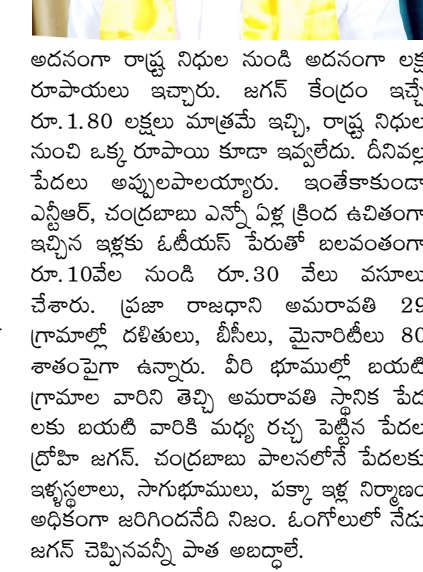 అదనంగా రాష్ట్ర నిధుల నుండి అదనంగా లక్ష
రూపాయలు ఇచ్చారు. జగన్ కేంద్రం ఇచ్చే
రూ.1.80 లక్షలు మాత్రమే ఇచ్చి, రాష్ట్ర నిధుల
నుంచి ఒక్క రూపాయి కూడా ఇవ్వలేదు. దీనివల్ల
పేదలు అప్పులపాలయ్యారు. ఇంతేకాకుండా
ఎన్టీఆర్, చంద్రబాబు ఎన్నో ఏళ్ల క్రింద ఉచితంగా
ఇచ్చిన ఇళ్లకు ఓటీయస్ పేరుతో బలవంతంగా
రూ.10వేల నుండి రూ.30 వేలు వసూలు
చేశారు. ప్రజా రాజధాని అమరావతి 29
గ్రామాల్లో దళితులు, బీసీలు, మైనారిటీలు 80
శాతంపైగా ఉన్నారు. వీరి భూముల్లో బయటి
గ్రామాల వారిని తెచ్చి అమరావతి స్థానిక పేద
లకు బయటి వారికి మధ్య రచ్చ పెట్టిన పేదల
ద్రోహి జగన్. చంద్రబాబు పాలనలోనే పేదలకు
ఇళ్ళస్థలాలు, సాగుభూములు, పక్కా ఇళ్ల నిర్మాణం
అధికంగా జరిగిందనేది నిజం. ఓంగోలులో నేడు
జగన్ చెప్పినవన్నీ పాత అబద్ధాలే.